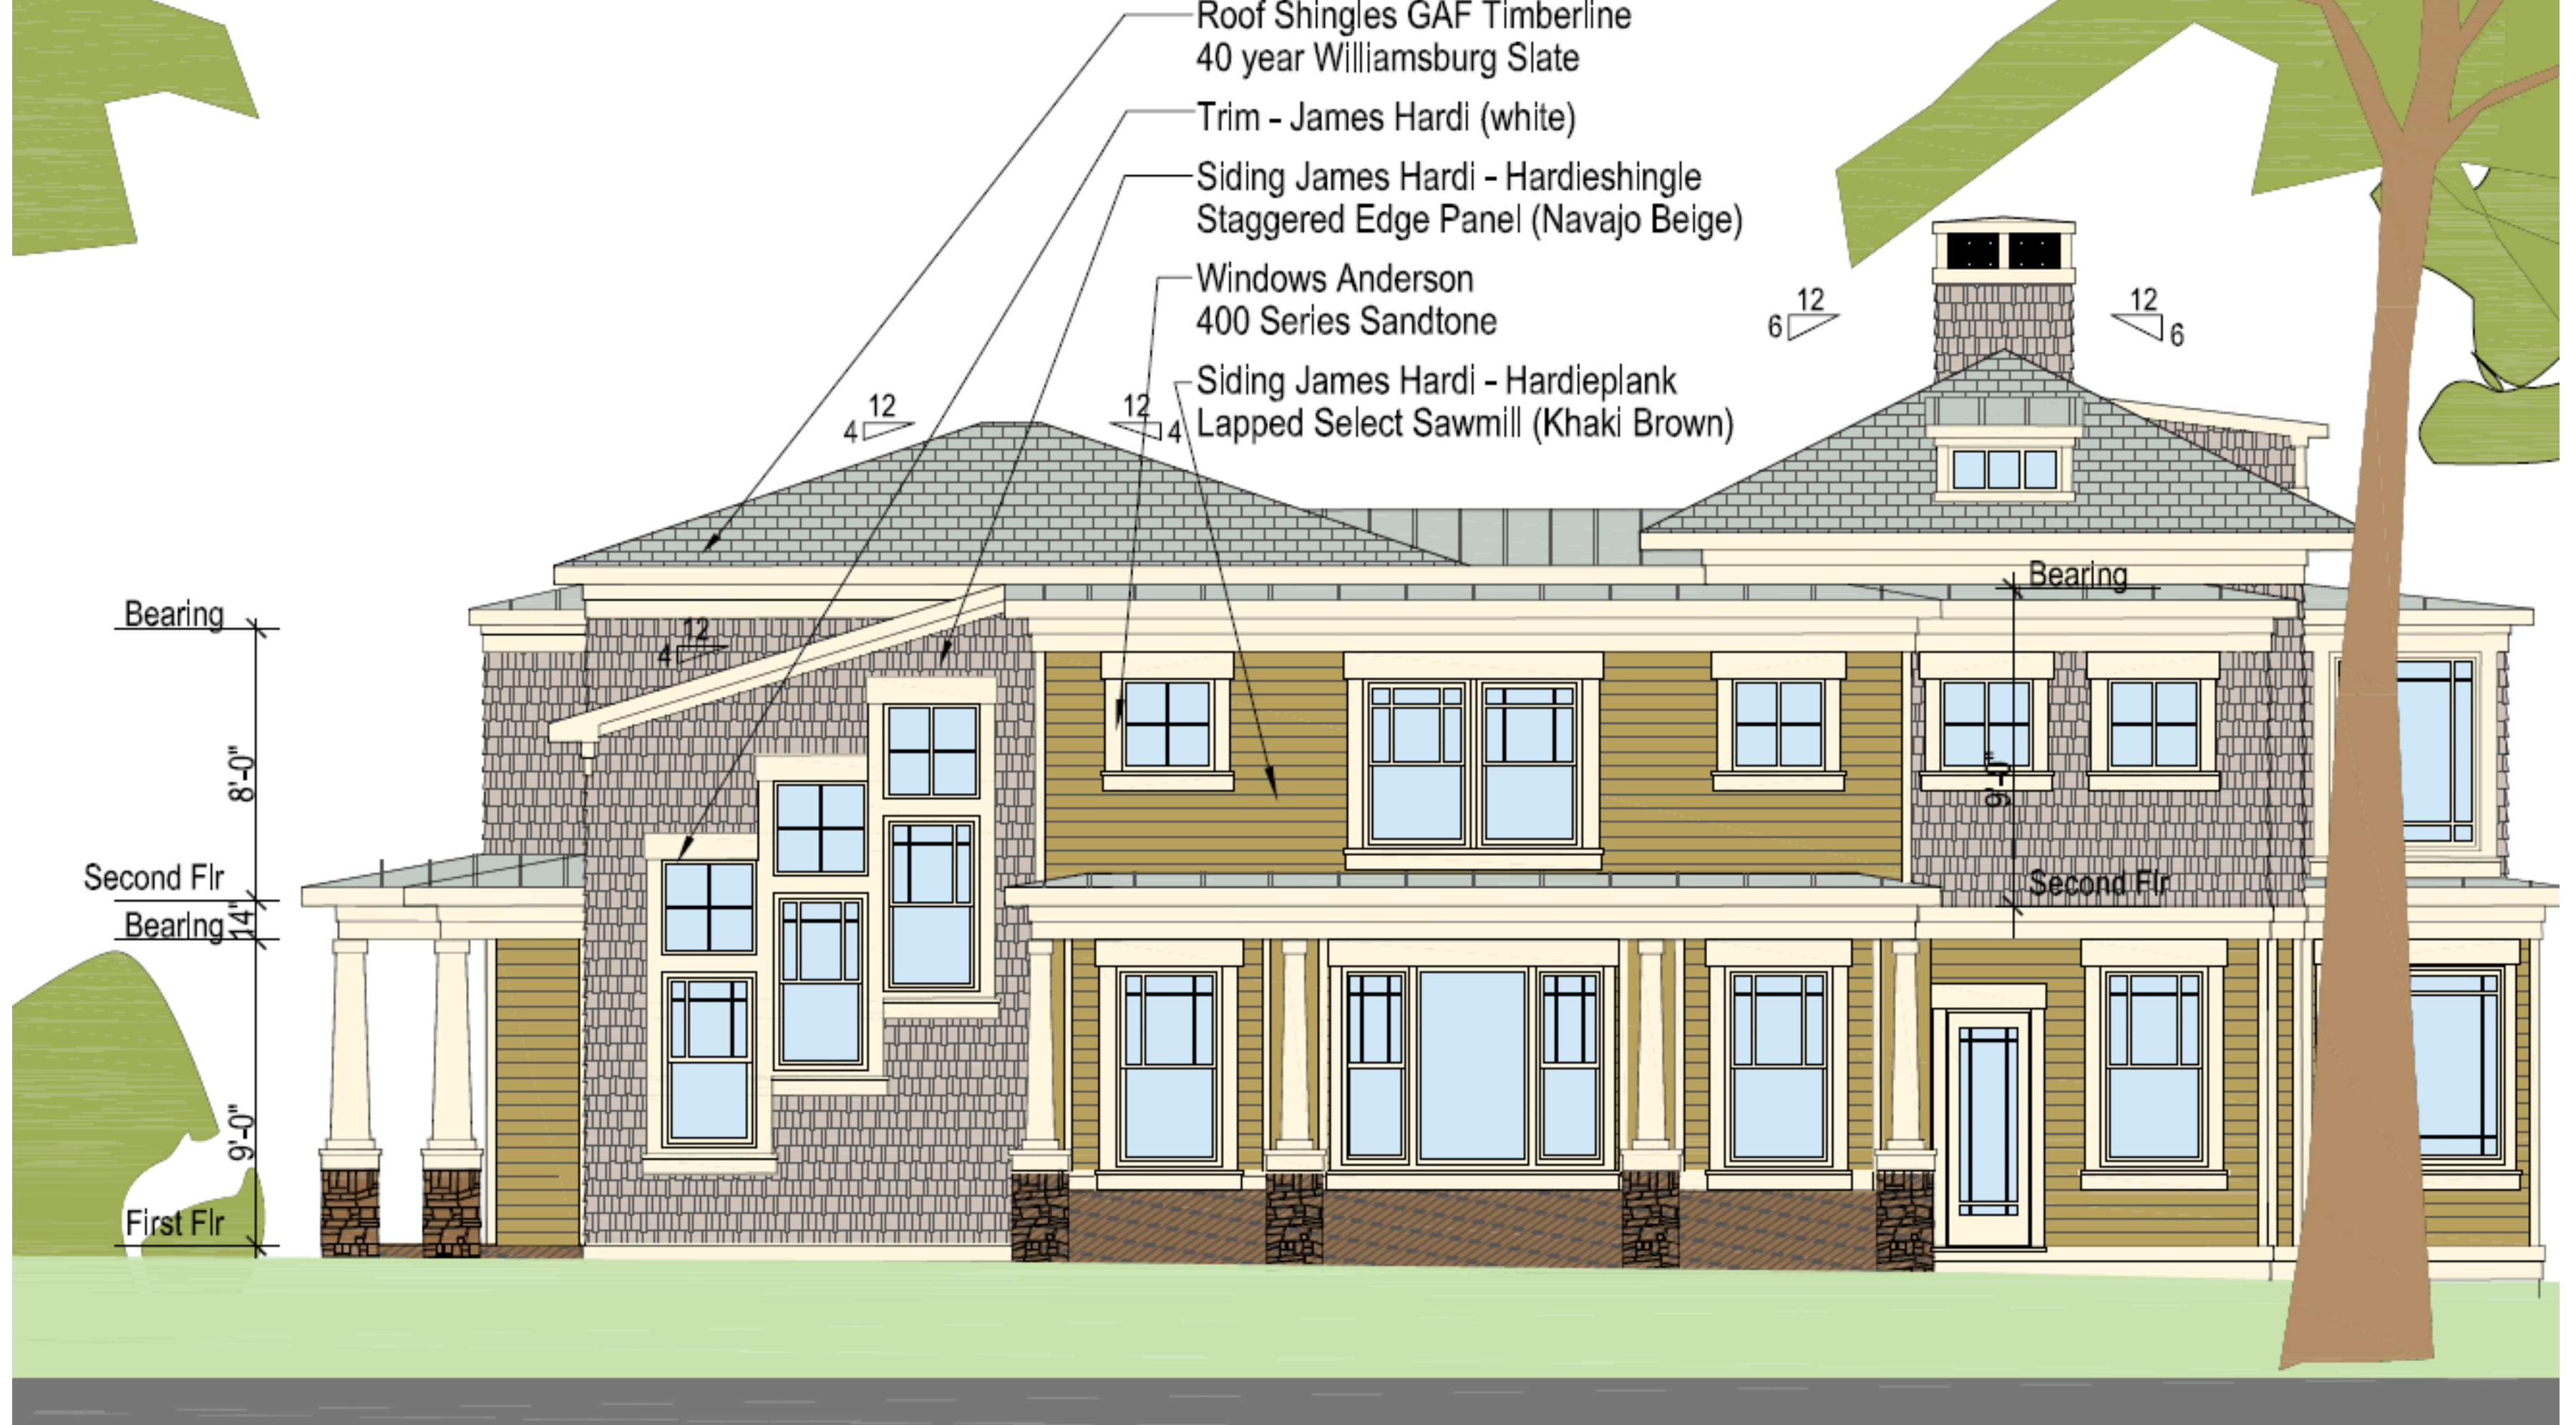 Roof Shingles GAF Timberline
40 year Williamsburg Slate
Trim - James Hardi (white)
Siding James Hardi - Hardieshingle
Staggered Edge Panel (Navajo Beige)
Windows Anderson
400 Series Sandtone
Siding James Hardi - Hardieplank
Lapped Select Sawmill (Khaki Brown)
12
6
12
6
12
4
12
4
12
4
Bearing
8'-0"
Second Flr
14"
Bearing
9'-0"
First Flr
Bearing
9'-0"
Second Flr